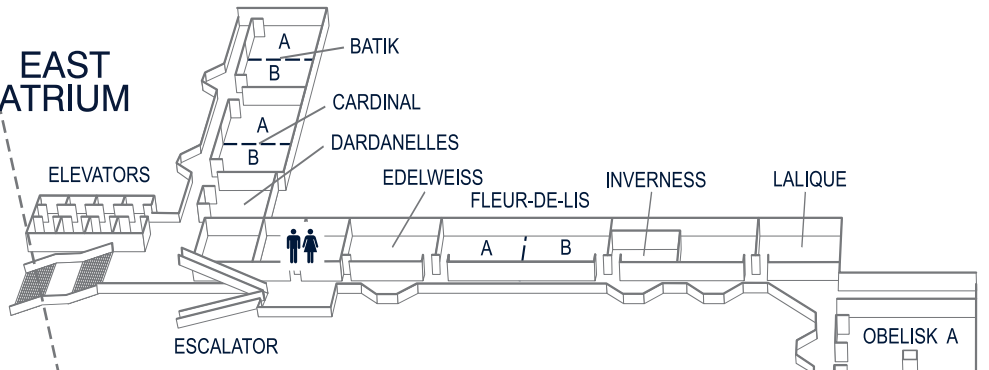 A
BATIK
B
EAST
ATRIUM
A
CARDINAL
B
DARDANELLES
ELEVATORS
EDELWEISS
INVERNESS
LALIQUE
FLEUR-DE-LIS
A
B
OBELISK A
ESCALATOR